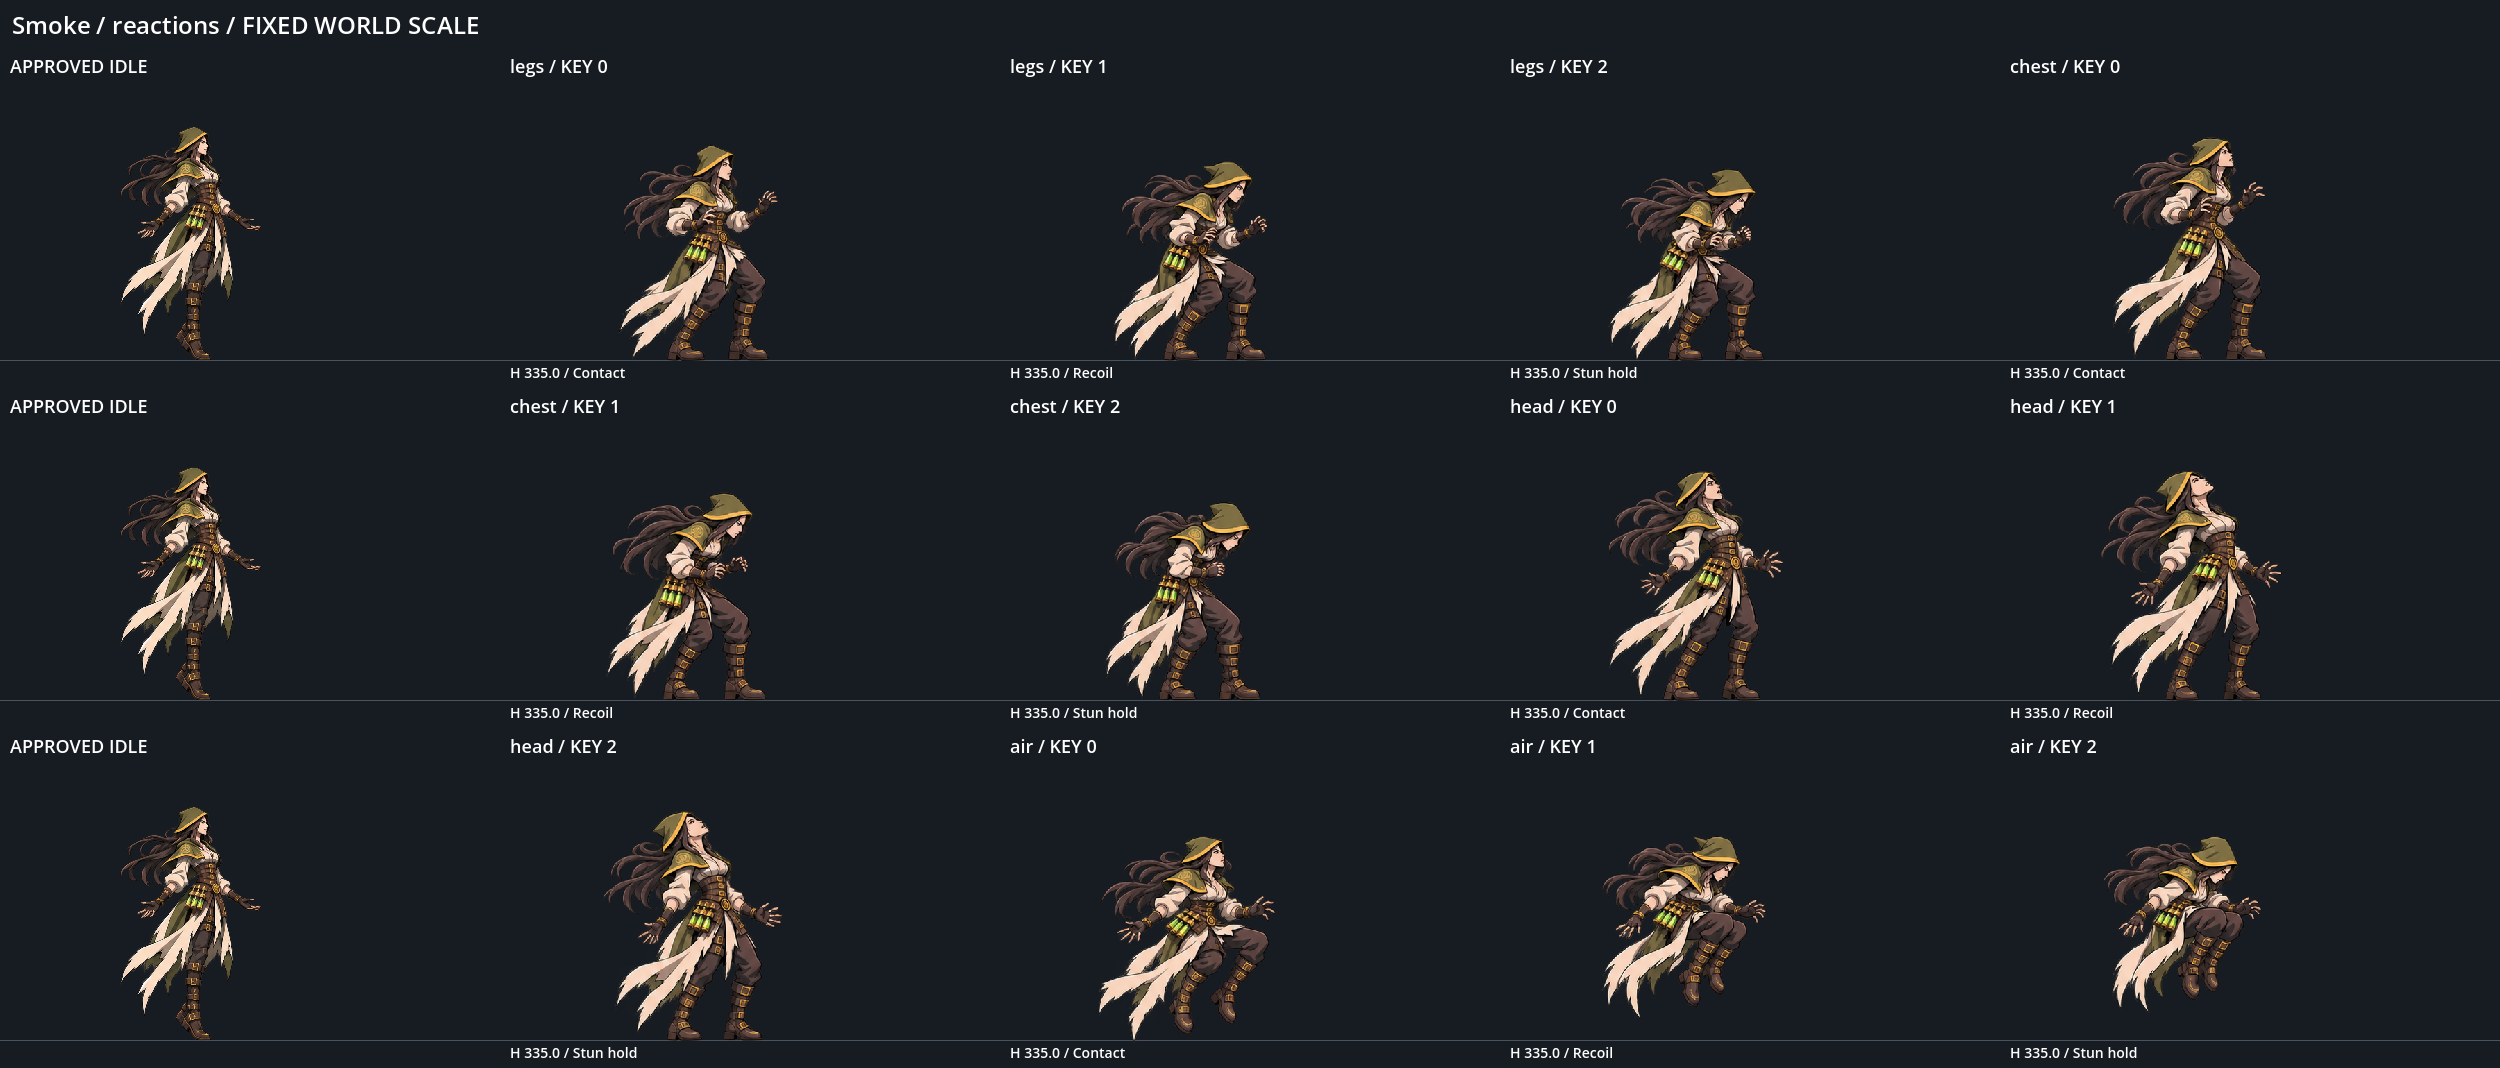 Smoke / reactions / FIXED WORLD SCALE
APPROVED IDLE
legs / KEY 0
legs / KEY 1
legs / KEY 2
chest / KEY 0
H 335.0 / Contact
H 335.0 / Recoil
H 335.0 / Stun hold
H 335.0 / Contact
APPROVED IDLE
chest / KEY 1
chest / KEY 2
head / KEY 0
head / KEY 1
H 335.0 / Recoil
H 335.0 / Stun hold
H 335.0 / Contact
H 335.0 / Recoil
APPROVED IDLE
head / KEY 2
air / KEY 0
air / KEY 1
air / KEY 2
H 335.0 / Stun hold
H 335.0 / Contact
H 335.0 / Recoil
H 335.0 / Stun hold